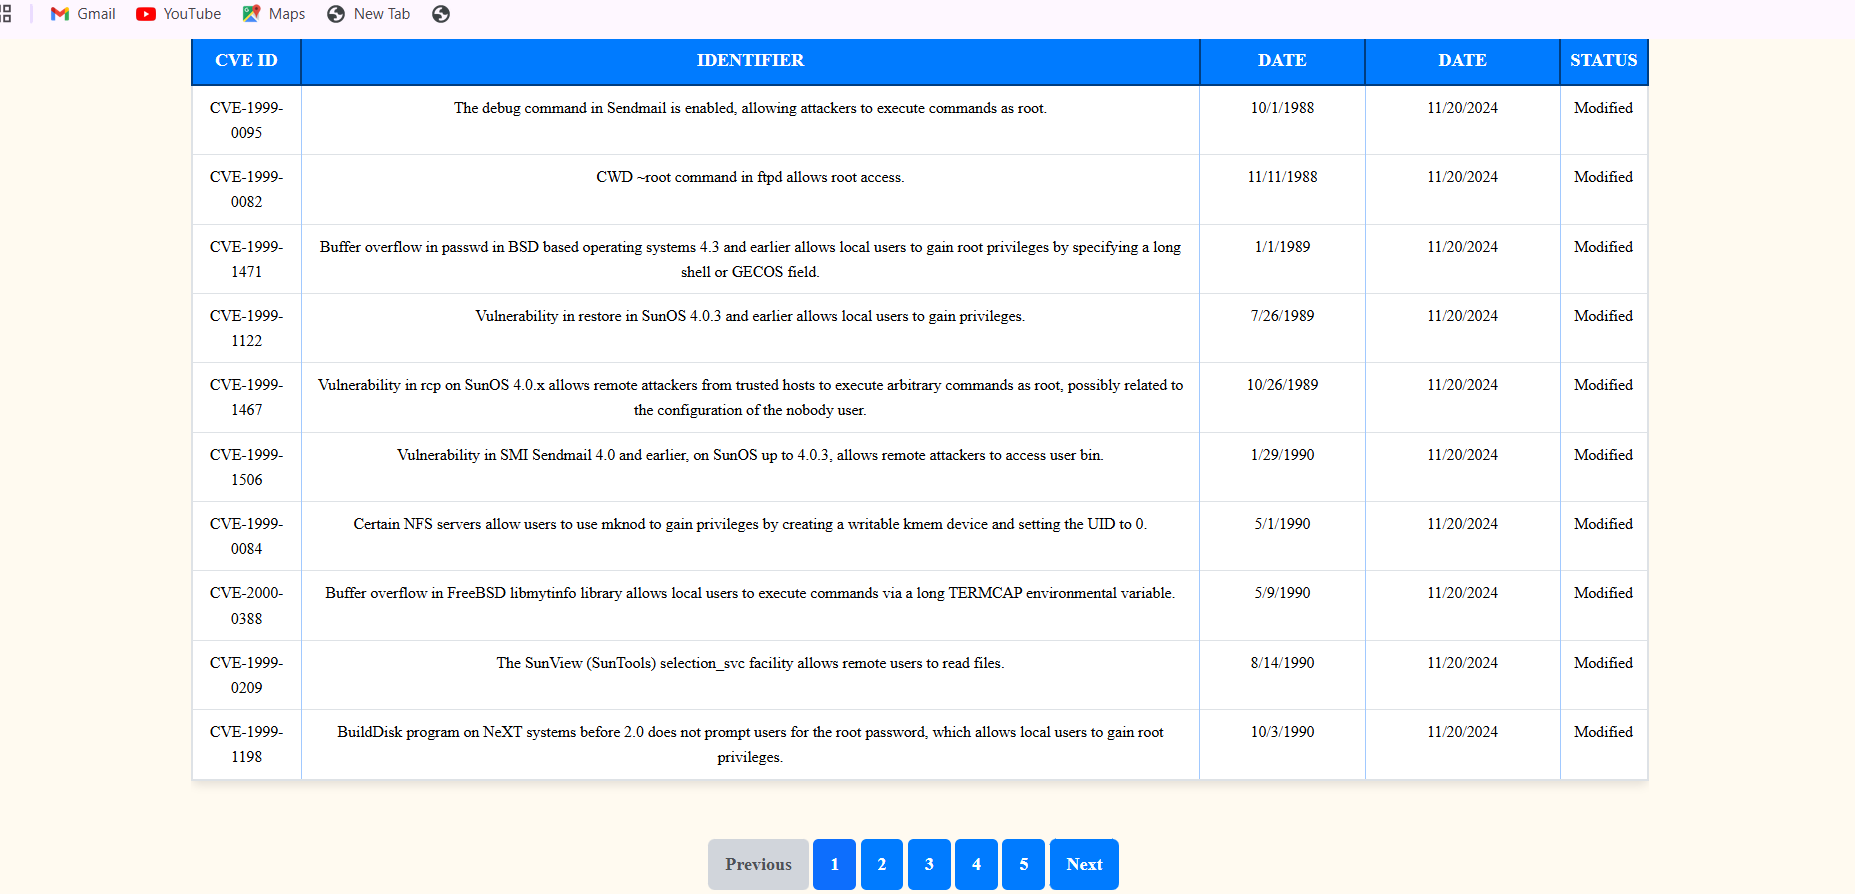 Gmail YouTube Maps New Tab
CVE ID IDENTIFIER DATE DATE STATUS
CVE-1999- The debug command in Sendmail is enabled, allowing attackers to execute commands as root. 10/1/1988 11/20/2024 Modified
0095
CVE-1999- CWD ~root command in ftpd allows root access. 11/11/1988 11/20/2024 Modified
0082
CVE-1999- Buffer overflow in passwd in BSD based operating systems 4.3 and earlier allows local users to gain root privileges by specifying a long 1/1/1989 11/20/2024 Modified
1471 shell or GECOS field.
CVE-1999- Vulnerability in restore in SunOS 4.0.3 and earlier allows local users to gain privileges. 7/26/1989 11/20/2024 Modified
1122
CVE-1999- Vulnerability in rcp on SunOS 4.0.x allows remote attackers from trusted hosts to execute arbitrary commands as root, possibly related to 10/26/1989 11/20/2024 Modified
1467 the configuration of the nobody user.
CVE-1999- Vulnerability in SMI Sendmail 4.0 and earlier, on SunOS up to 4.0.3, allows remote attackers to access user bin. 1/29/1990 11/20/2024 Modified
1506
CVE-1999- Certain NFS servers allow users to use mknod to gain privileges by creating a writable kmem device and setting the UID to 0. 5/1/1990 11/20/2024 Modified
0084
CVE-2000- Buffer overflow in FreeBSD libmytinfo library allows local users to execute commands via a long TERMCAP environmental variable. 5/9/1990 11/20/2024 Modified
0388
CVE-1999- The SunView (SunTools) selection_svc facility allows remote users to read files. 8/14/1990 11/20/2024 Modified
0209
CVE-1999- BuildDisk program on NeXT systems before 2.0 does not prompt users for the root password, which allows local users to gain root 10/3/1990 11/20/2024 Modified
1198 privileges.
Previous 1 2 3 4 5 Next